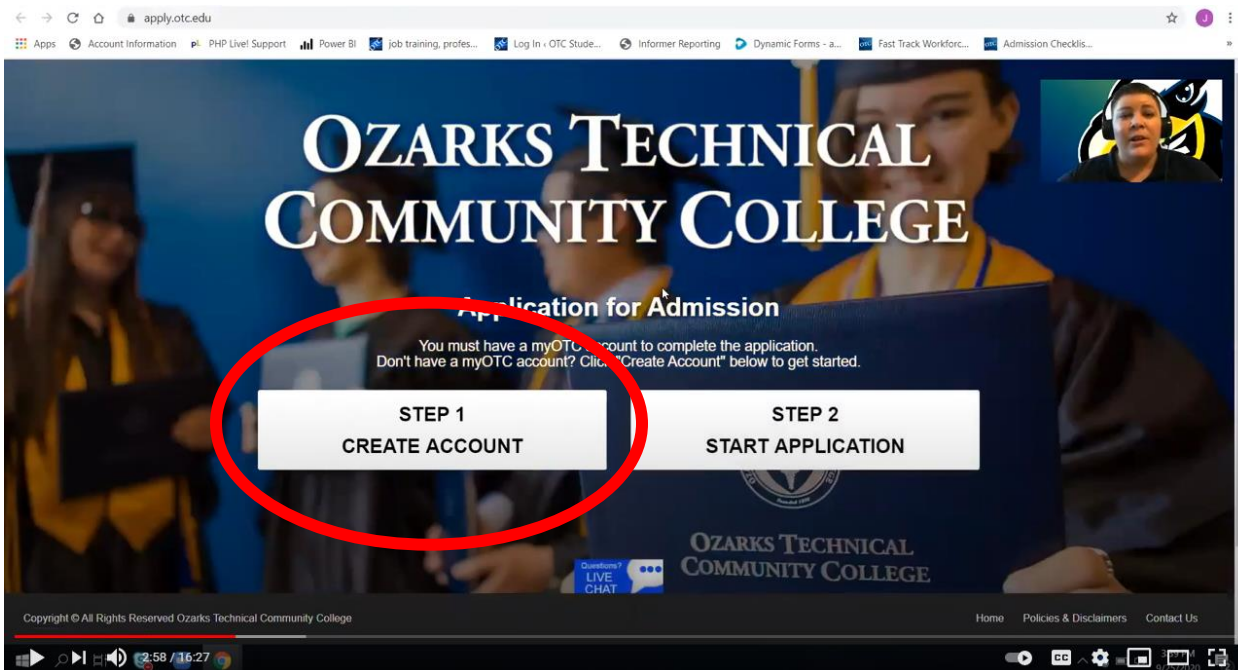 apply.otc.edu
J
Apps Account Information PHP Live! Support Power BI job training, profes... Log In ‹ OTC Stude... Informer Reporting Dynamic Forms - a... Fast Track Workforc... Admission Checklis... »
OZARKS TECHNICAL
COMMUNITY COLLEGE
Application for Admission
You must have a myOTC account to complete the application.
Don't have a myOTC account? Click "Create Account" below to get started.
STEP 1
CREATE ACCOUNT
STEP 2
START APPLICATION
OZARKS TECHNICAL
COMMUNITY COLLEGE
Questions?
LIVE
CHAT
Copyright © All Rights Reserved Ozarks Technical Community College
Home Policies & Disclaimers Contact Us
2:58 / 16:27
CC
9/25/2020